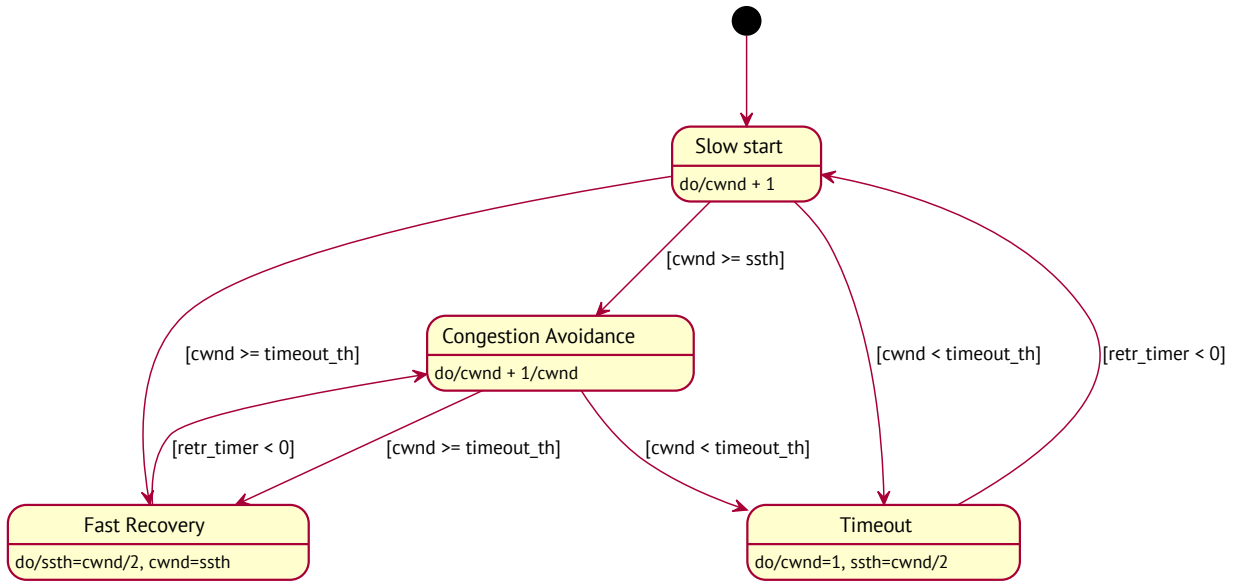 Slow start
do/cwnd + 1
[cwnd >= ssth]
Congestion Avoidance
do/cwnd + 1/cwnd
[cwnd >= timeout_th]
[cwnd < timeout_th]
[retr_timer < 0]
[retr_timer < 0]
[cwnd >= timeout_th]
[cwnd < timeout_th]
Fast Recovery
do/ssth=cwnd/2, cwnd=ssth
Timeout
do/cwnd=1, ssth=cwnd/2